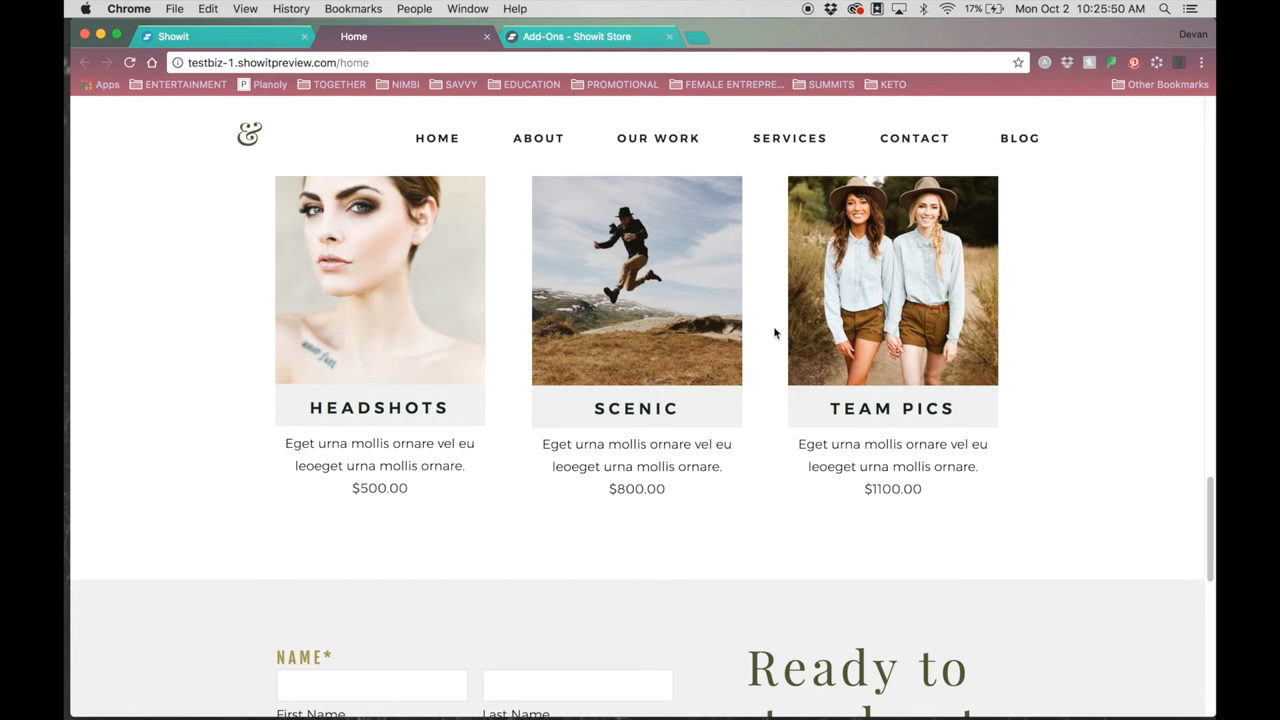 Chrome File Edit View History Bookmarks People Window Help 17% Mon Oct 2 10:25:50 AM
Showit Home Add-Ons - Showit Store Devan
testbiz-1.showitpreview.com/home
Apps ENTERTAINMENT Planoly TOGETHER NIMBI SAVVY EDUCATION PROMOTIONAL FEMALE ENTREPRE... SUMMITS KETO Other Bookmarks
& HOME ABOUT OUR WORK SERVICES CONTACT BLOG
HEADSHOTS
Eget urna mollis ornare vel eu
leoeget urna mollis ornare.
$500.00
SCENIC
Eget urna mollis ornare vel eu
leoeget urna mollis ornare.
$800.00
TEAM PICS
Eget urna mollis ornare vel eu
leoeget urna mollis ornare.
$1100.00
NAME*
First Name Last Name
Ready to